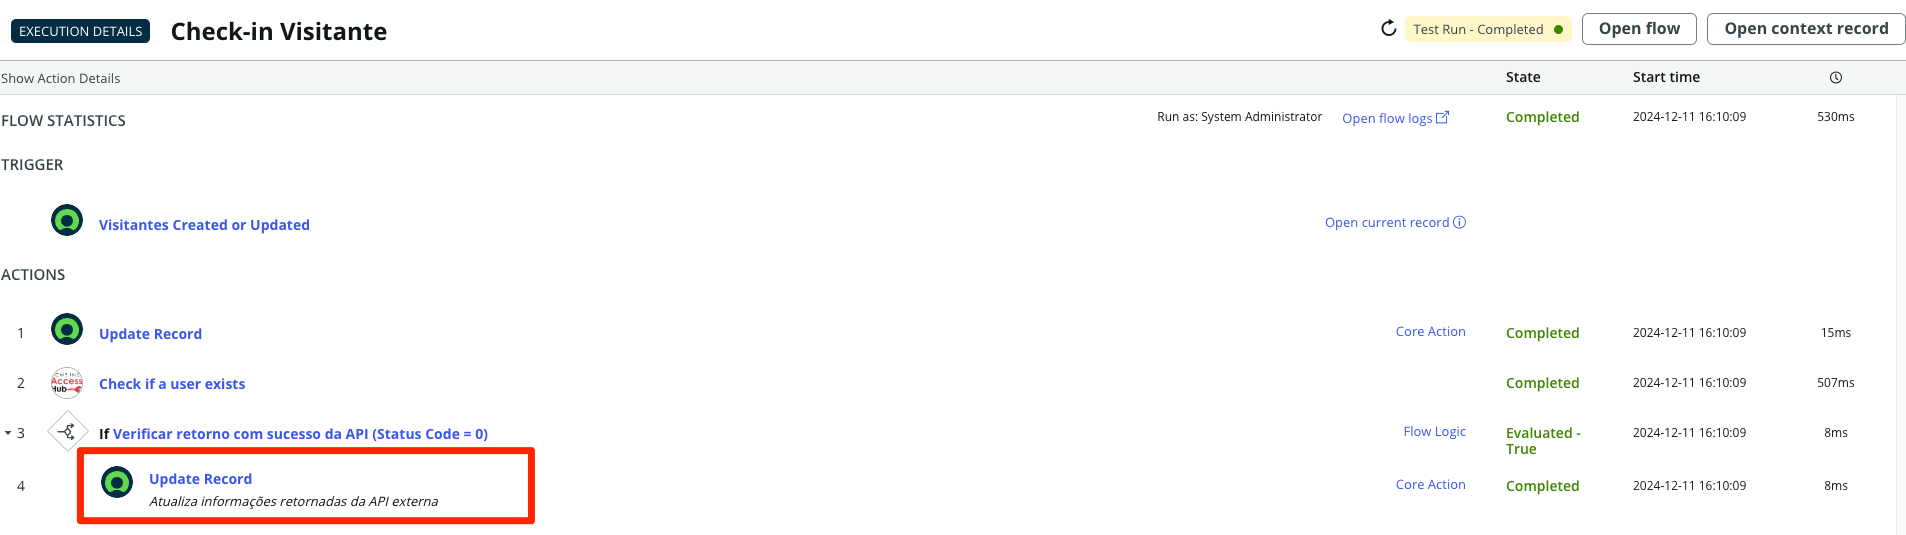 EXECUTION DETAILS Check-in Visitante Test Run - Completed Open flow Open context record
Show Action Details State Start time
FLOW STATISTICS Run as: System Administrator Open flow logs Completed 2024-12-11 16:10:09 530ms
TRIGGER
Visitantes Created or Updated Open current record
ACTIONS
1 Update Record Core Action Completed 2024-12-11 16:10:09 15ms
2 Access Hub Check if a user exists Completed 2024-12-11 16:10:09 507ms
3 If Verificar retorno com sucesso da API (Status Code = 0) Flow Logic Evaluated - 2024-12-11 16:10:09 8ms
True
4 Update Record Core Action Completed 2024-12-11 16:10:09 8ms
Atualiza informações retornadas da API externa